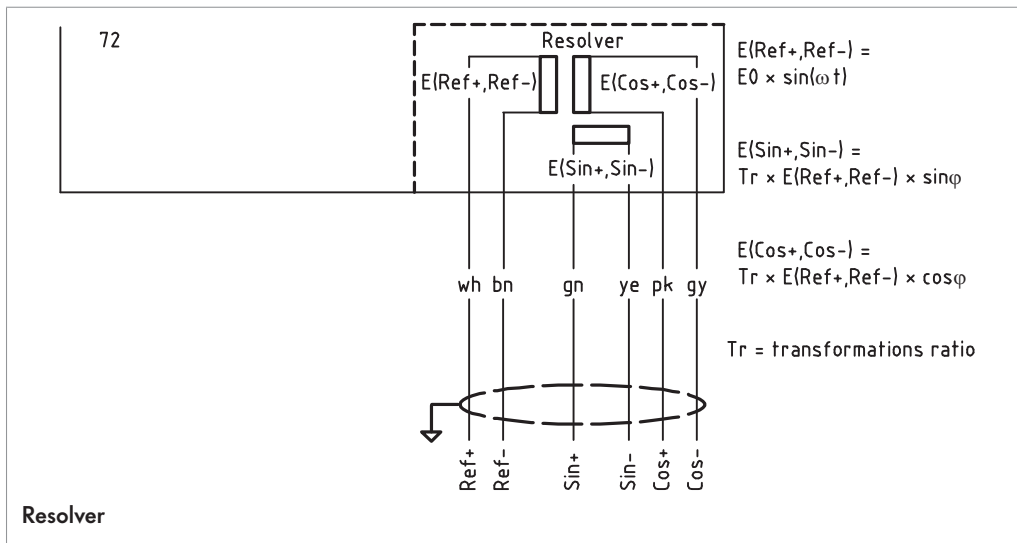 72
Resolver
E(Ref+,Ref-)
E(Cos+,Cos-)
E(Sin+,Sin-)
E(Ref+,Ref-) =
E0 × sin(ωt)
E(Sin+,Sin-) =
Tr × E(Ref+,Ref-) × sinφ
E(Cos+,Cos-) =
Tr × E(Ref+,Ref-) × cosφ
Tr = transformations ratio
wh bn gn ye pk gy
Ref+
Ref-
Sin+
Sin-
Cos+
Cos-
Resolver